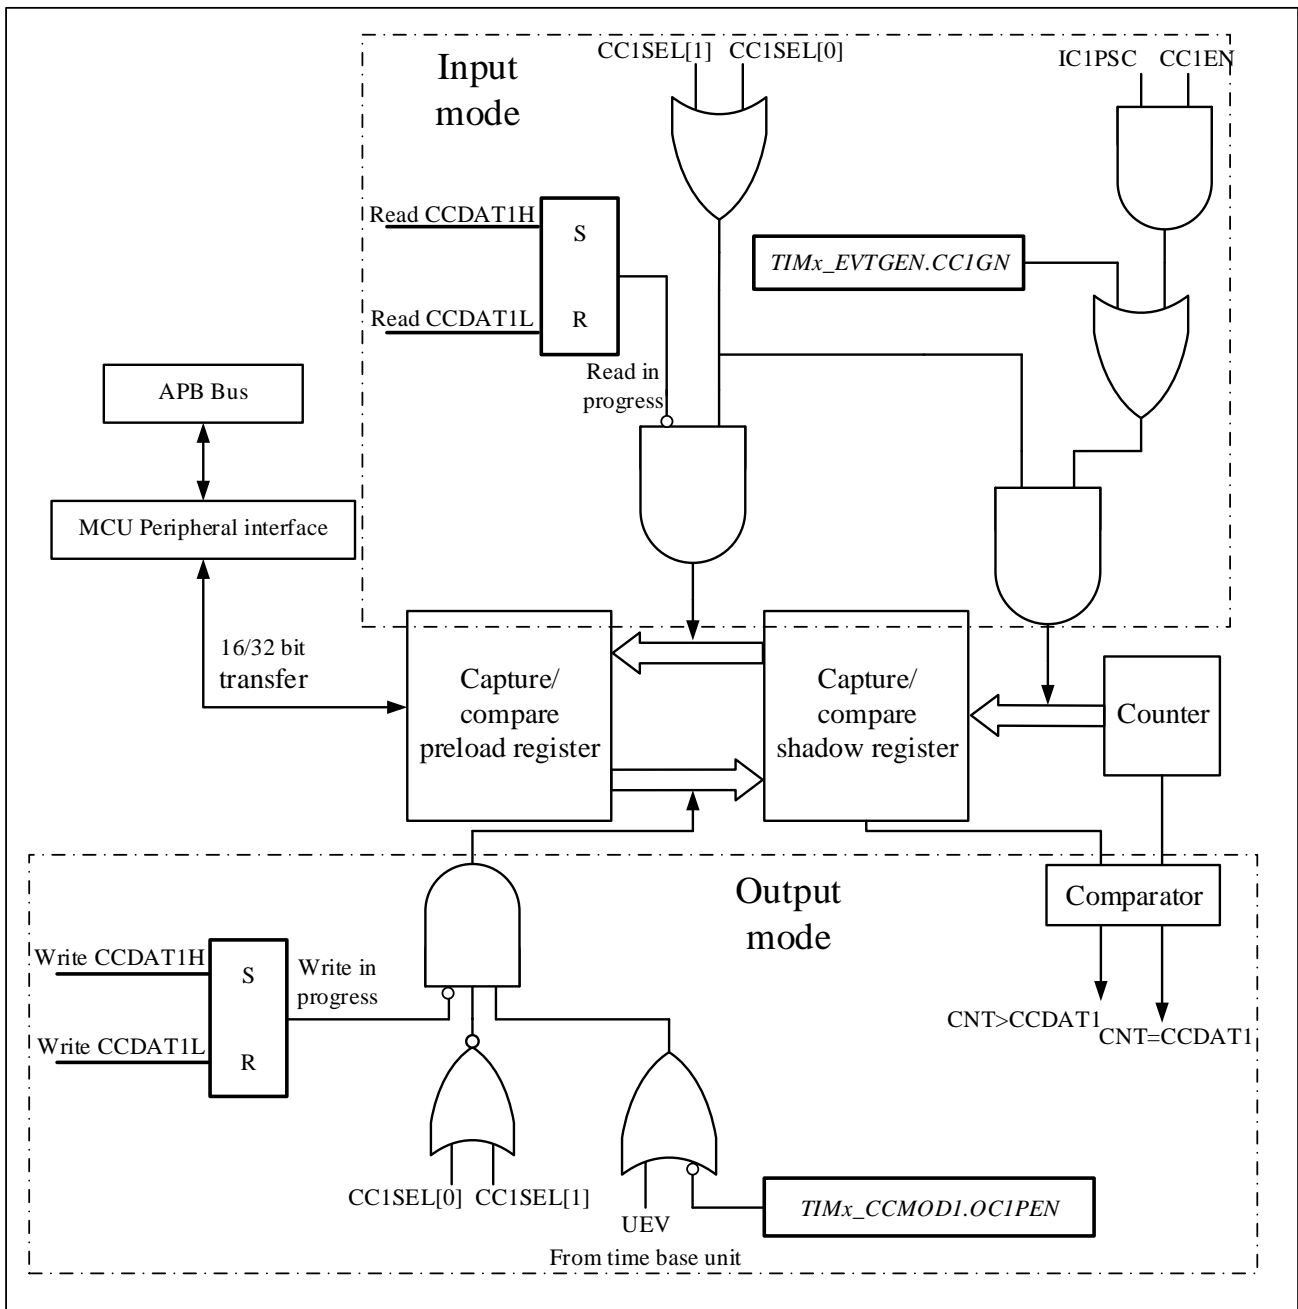 Input
mode
CC1SEL[1]
CC1SEL[0]
IC1PSC
CC1EN
Read CCDAT1H
S
R
Read CCDAT1L
TIMx_EVTGEN.CC1GN
Read in
progress
APB Bus
MCU Peripheral interface
16/32 bit
transfer
Capture/
compare
preload register
Capture/
compare
shadow register
Counter
Output
mode
Comparator
Write CCDAT1H
S
R
Write CCDAT1L
Write in
progress
CNT>CCDAT1
CNT=CCDAT1
CC1SEL[0]
CC1SEL[1]
UEV
From time base unit
TIMx_CCMOD1.OC1PEN